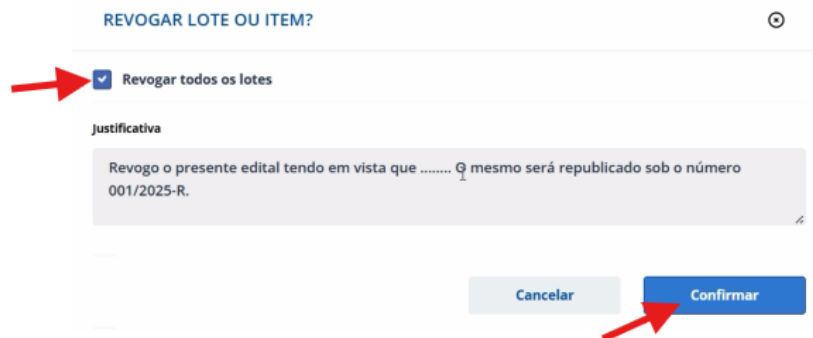 REVOGAR LOTE OU ITEM?
Revogar todos os lotes
Justificativa
Revogo o presente edital tendo em vista que ........ O mesmo será republicado sob o número
001/2025-R.
Cancelar
Confirmar